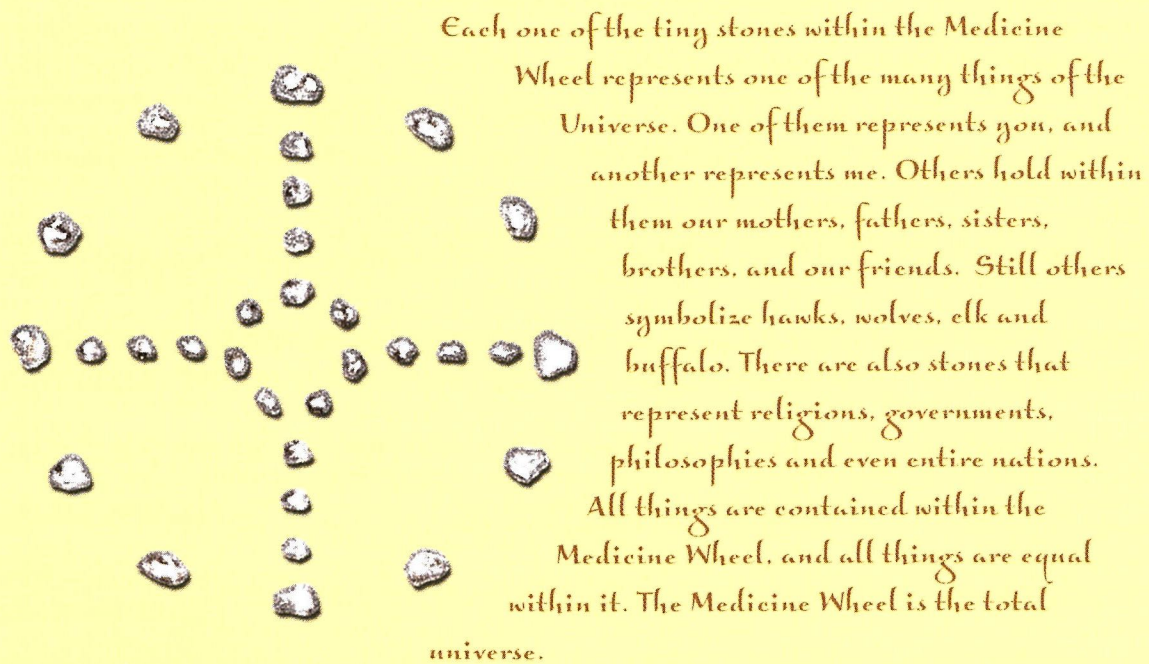 Each one of the tiny stones within the Medicine
Wheel represents one of the many things of the
Universe. One of them represents you, and
another represents me. Others hold within
them our mothers, fathers, sisters,
brothers, and our friends. Still others
symbolize hawks, wolves, elk and
buffalo. There are also stones that
represent religions, governments,
philosophies and even entire nations.
All things are contained within the
Medicine Wheel, and all things are equal
within it. The Medicine Wheel is the total
universe.